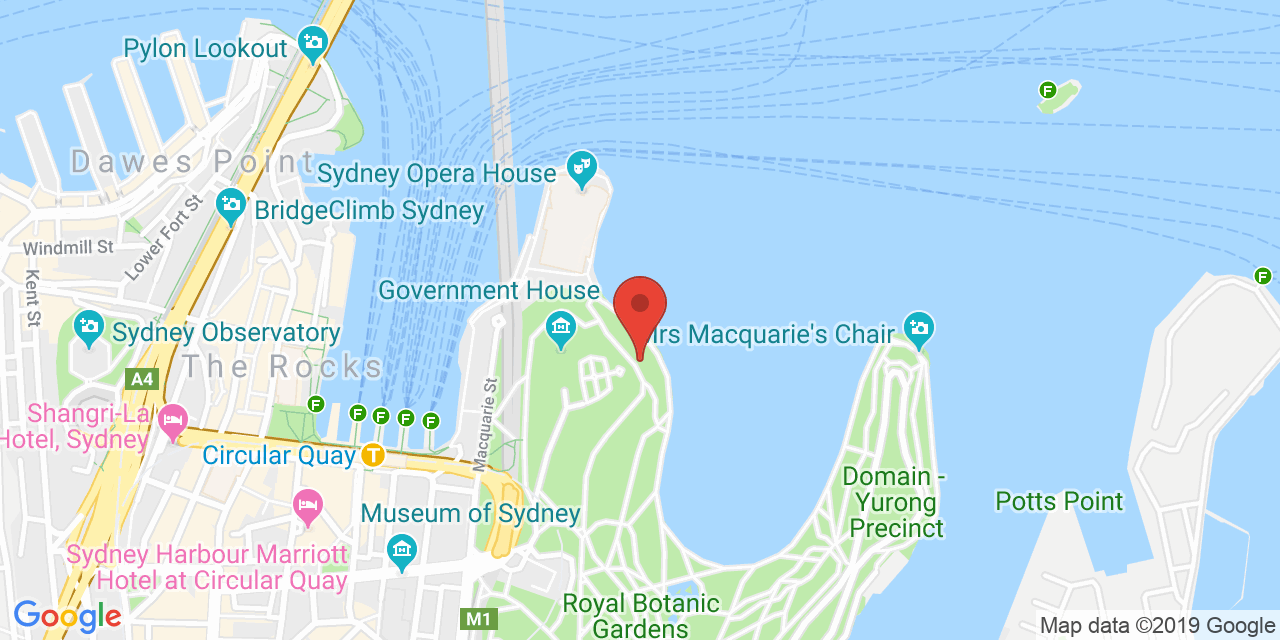 Pylon Lookout
F
Dawes Point
Sydney Opera House
BridgeClimb Sydney
Lower Fort St
Windmill St
F
Kent St
Government House
Sydney Observatory
Mrs Macquarie's Chair
The Rocks
A4
Macquarie St
Shangri-La
Hotel, Sydney
F
F
F
F
F
Circular Quay
T
Domain -
Yurong
Precinct
Potts Point
Museum of Sydney
Sydney Harbour Marriott
Hotel at Circular Quay
Royal Botanic
Gardens
M1
Google
Map data ©2019 Google